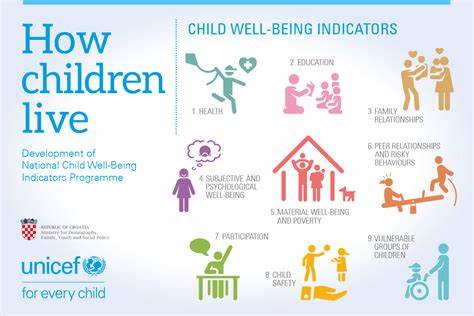 How
children
live
Development of
National Child Well-Being
Indicators Programme
REPUBLIC OF CROATIA
Ministry for Demography,
Family, Youth and Social Policy
unicef
for every child
CHILD WELL-BEING INDICATORS
1 HEALTH
2. EDUCATION
3. FAMILY
RELATIONSHIPS
4. SUBJECTIVE AND
PSYCHOLOGICAL
WELL-BEING
5. MATERIAL WELL-BEING
AND POVERTY
6. PEER RELATIONSHIPS
AND RISKY
BEHAVIOURS
7. PARTICIPATION
8. CHILD
SAFETY
9. VULNERABLE
GROUPS OF
CHILDREN